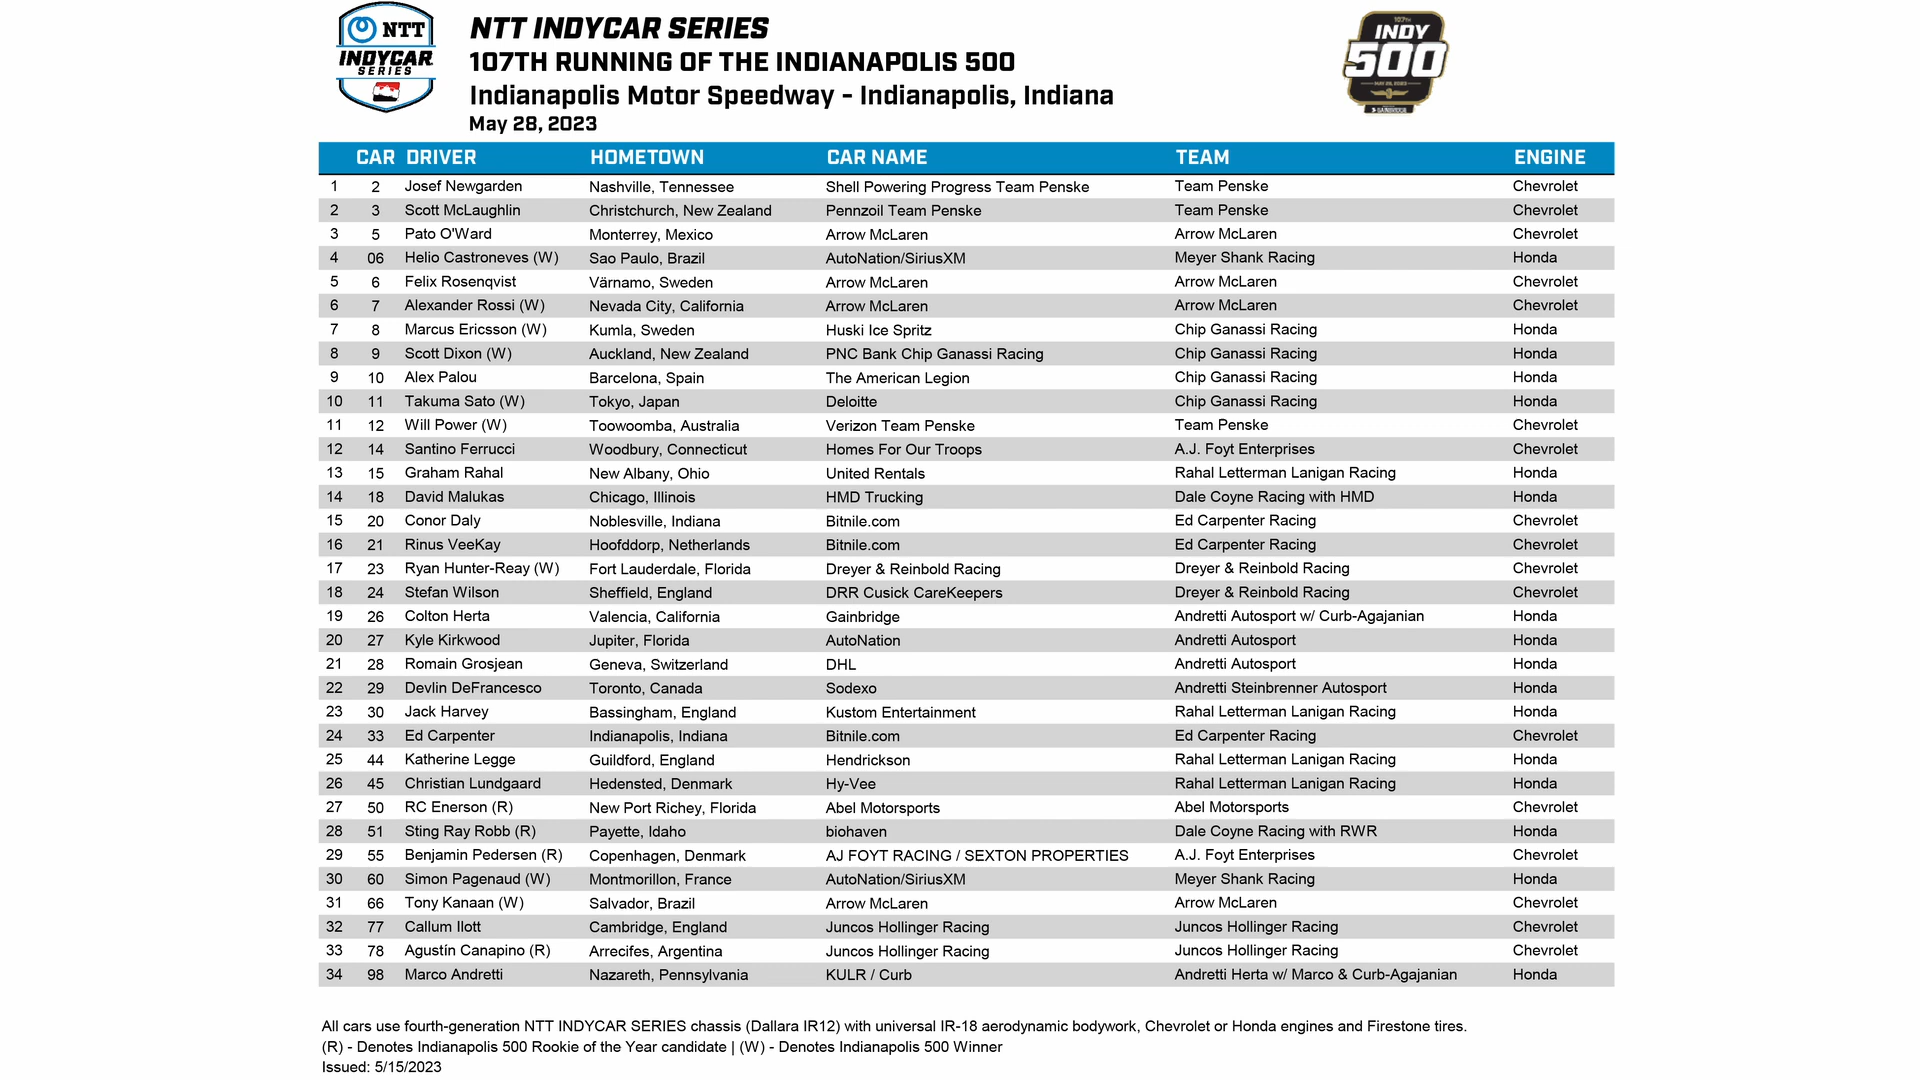 NTT
INDYCAR
SERIES
NTT INDYCAR SERIES
107TH RUNNING OF THE INDIANAPOLIS 500
Indianapolis Motor Speedway - Indianapolis, Indiana
May 28, 2023
107TH
INDY
500
MAY 28, 2023
GAINBRIDGE
CAR DRIVER HOMETOWN CAR NAME TEAM ENGINE
1 2 Josef Newgarden Nashville, Tennessee Shell Powering Progress Team Penske Team Penske Chevrolet
2 3 Scott McLaughlin Christchurch, New Zealand Pennzoil Team Penske Team Penske Chevrolet
3 5 Pato O'Ward Monterrey, Mexico Arrow McLaren Arrow McLaren Chevrolet
4 06 Helio Castroneves (W) Sao Paulo, Brazil AutoNation/SiriusXM Meyer Shank Racing Honda
5 6 Felix Rosenqvist Värnamo, Sweden Arrow McLaren Arrow McLaren Chevrolet
6 7 Alexander Rossi (W) Nevada City, California Arrow McLaren Arrow McLaren Chevrolet
7 8 Marcus Ericsson (W) Kumla, Sweden Huski Ice Spritz Chip Ganassi Racing Honda
8 9 Scott Dixon (W) Auckland, New Zealand PNC Bank Chip Ganassi Racing Chip Ganassi Racing Honda
9 10 Alex Palou Barcelona, Spain The American Legion Chip Ganassi Racing Honda
10 11 Takuma Sato (W) Tokyo, Japan Deloitte Chip Ganassi Racing Honda
11 12 Will Power (W) Toowoomba, Australia Verizon Team Penske Team Penske Chevrolet
12 14 Santino Ferrucci Woodbury, Connecticut Homes For Our Troops A.J. Foyt Enterprises Chevrolet
13 15 Graham Rahal New Albany, Ohio United Rentals Rahal Letterman Lanigan Racing Honda
14 18 David Malukas Chicago, Illinois HMD Trucking Dale Coyne Racing with HMD Honda
15 20 Conor Daly Noblesville, Indiana Bitnile.com Ed Carpenter Racing Chevrolet
16 21 Rinus VeeKay Hoofddorp, Netherlands Bitnile.com Ed Carpenter Racing Chevrolet
17 23 Ryan Hunter-Reay (W) Fort Lauderdale, Florida Dreyer & Reinbold Racing Dreyer & Reinbold Racing Chevrolet
18 24 Stefan Wilson Sheffield, England DRR Cusick CareKeepers Dreyer & Reinbold Racing Chevrolet
19 26 Colton Herta Valencia, California Gainbridge Andretti Autosport w/ Curb-Agajanian Honda
20 27 Kyle Kirkwood Jupiter, Florida AutoNation Andretti Autosport Honda
21 28 Romain Grosjean Geneva, Switzerland DHL Andretti Autosport Honda
22 29 Devlin DeFrancesco Toronto, Canada Sodexo Andretti Steinbrenner Autosport Honda
23 30 Jack Harvey Bassingham, England Kustom Entertainment Rahal Letterman Lanigan Racing Honda
24 33 Ed Carpenter Indianapolis, Indiana Bitnile.com Ed Carpenter Racing Chevrolet
25 44 Katherine Legge Guildford, England Hendrickson Rahal Letterman Lanigan Racing Honda
26 45 Christian Lundgaard Hedensted, Denmark Hy-Vee Rahal Letterman Lanigan Racing Honda
27 50 RC Enerson (R) New Port Richey, Florida Abel Motorsports Abel Motorsports Chevrolet
28 51 Sting Ray Robb (R) Payette, Idaho biohaven Dale Coyne Racing with RWR Honda
29 55 Benjamin Pedersen (R) Copenhagen, Denmark AJ FOYT RACING / SEXTON PROPERTIES A.J. Foyt Enterprises Chevrolet
30 60 Simon Pagenaud (W) Montmorillon, France AutoNation/SiriusXM Meyer Shank Racing Honda
31 66 Tony Kanaan (W) Salvador, Brazil Arrow McLaren Arrow McLaren Chevrolet
32 77 Callum Ilott Cambridge, England Juncos Hollinger Racing Juncos Hollinger Racing Chevrolet
33 78 Agustín Canapino (R) Arrecifes, Argentina Juncos Hollinger Racing Juncos Hollinger Racing Chevrolet
34 98 Marco Andretti Nazareth, Pennsylvania KULR / Curb Andretti Herta w/ Marco & Curb-Agajanian Honda
All cars use fourth-generation NTT INDYCAR SERIES chassis (Dallara IR12) with universal IR-18 aerodynamic bodywork, Chevrolet or Honda engines and Firestone tires.
(R) - Denotes Indianapolis 500 Rookie of the Year candidate | (W) - Denotes Indianapolis 500 Winner
Issued: 5/15/2023